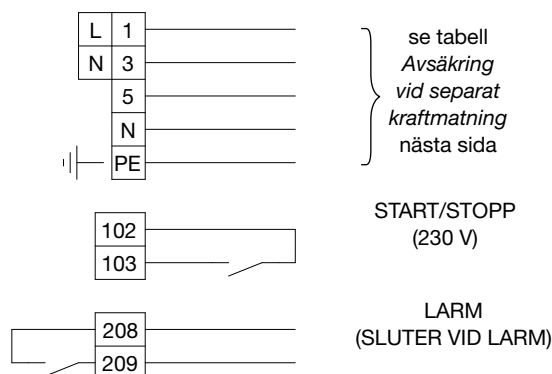 L 1
N 3
5
N
PE
se tabell
Avsäkring
vid separat
kraftmatning
nästa sida
102
103
START/STOPP
(230 V)
208
209
LARM
(SLUTER VID LARM)